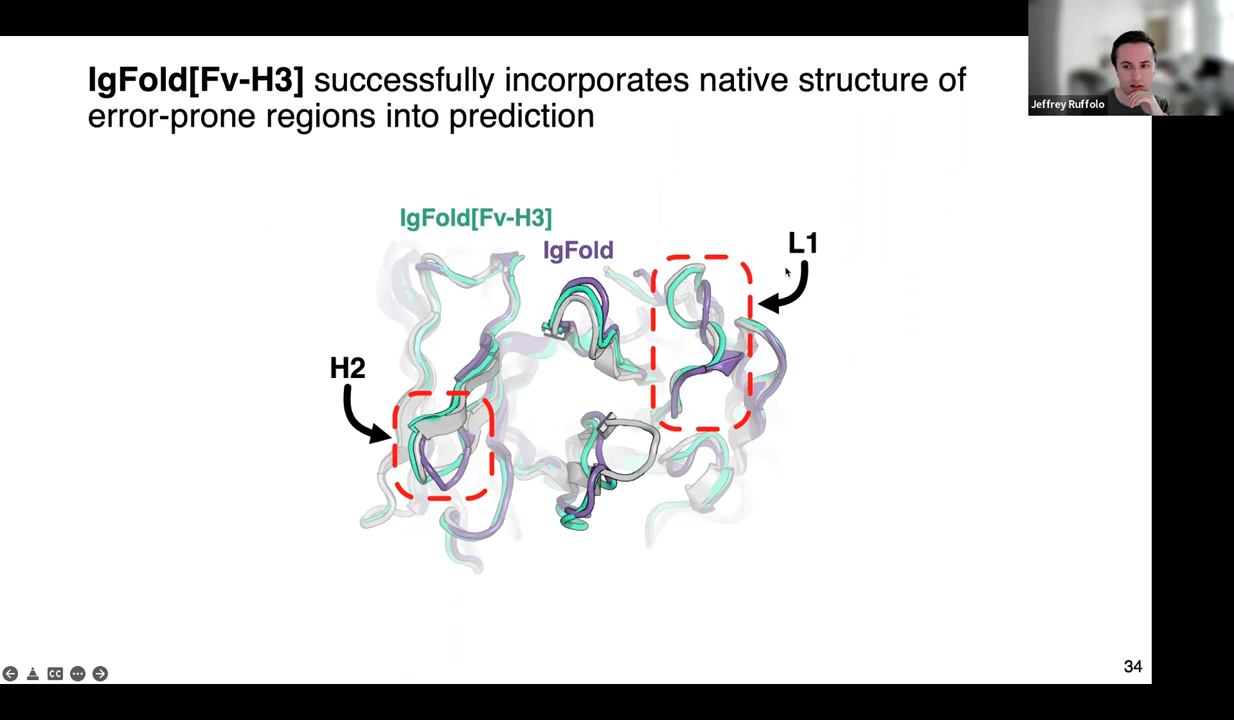 IgFold[Fv-H3] successfully incorporates native structure of
error-prone regions into prediction
Jeffrey Ruffolo
IgFold[Fv-H3]
IgFold
L1
H2
CC
34